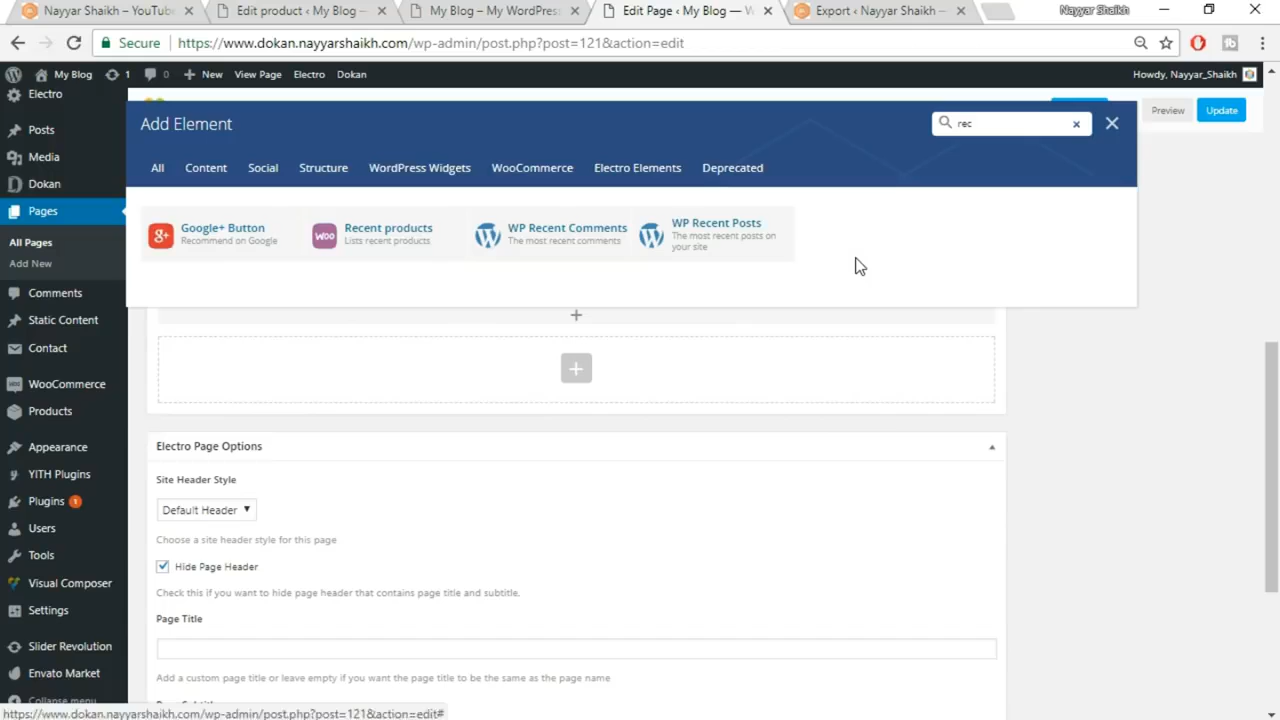 Nayyar Shaikh – YouTub
Edit product ‹ My Blog –
My Blog – My WordPress
Edit Page ‹ My Blog — W
Export ‹ Nayyar Shaikh —
Nayyar Shaikh
Secure
https://www.dokan.nayyarshaikh.com/wp-admin/post.php?post=121&action=edit
My Blog
1
0
New
View Page
Electro
Dokan
Howdy, Nayyar_Shaikh
Electro
Posts
Media
Dokan
Pages
All Pages
Add New
Comments
Static Content
Contact
WooCommerce
Products
Appearance
YITH Plugins
Plugins 1
Users
Tools
Visual Composer
Settings
Slider Revolution
Envato Market
Collapse menu
Preview
Update
Add Element
rec
All
Content
Social
Structure
WordPress Widgets
WooCommerce
Electro Elements
Deprecated
Google+ Button
Recommend on Google
Woo
Recent products
Lists recent products
WP Recent Comments
The most recent comments
WP Recent Posts
The most recent posts on
your site
Electro Page Options
Site Header Style
Default Header
Choose a site header style for this page
Hide Page Header
Check this if you want to hide page header that contains page title and subtitle.
Page Title
Add a custom page title or leave empty if you want the page title to be the same as the page name
https://www.dokan.nayyarshaikh.com/wp-admin/post.php?post=121&action=edit#